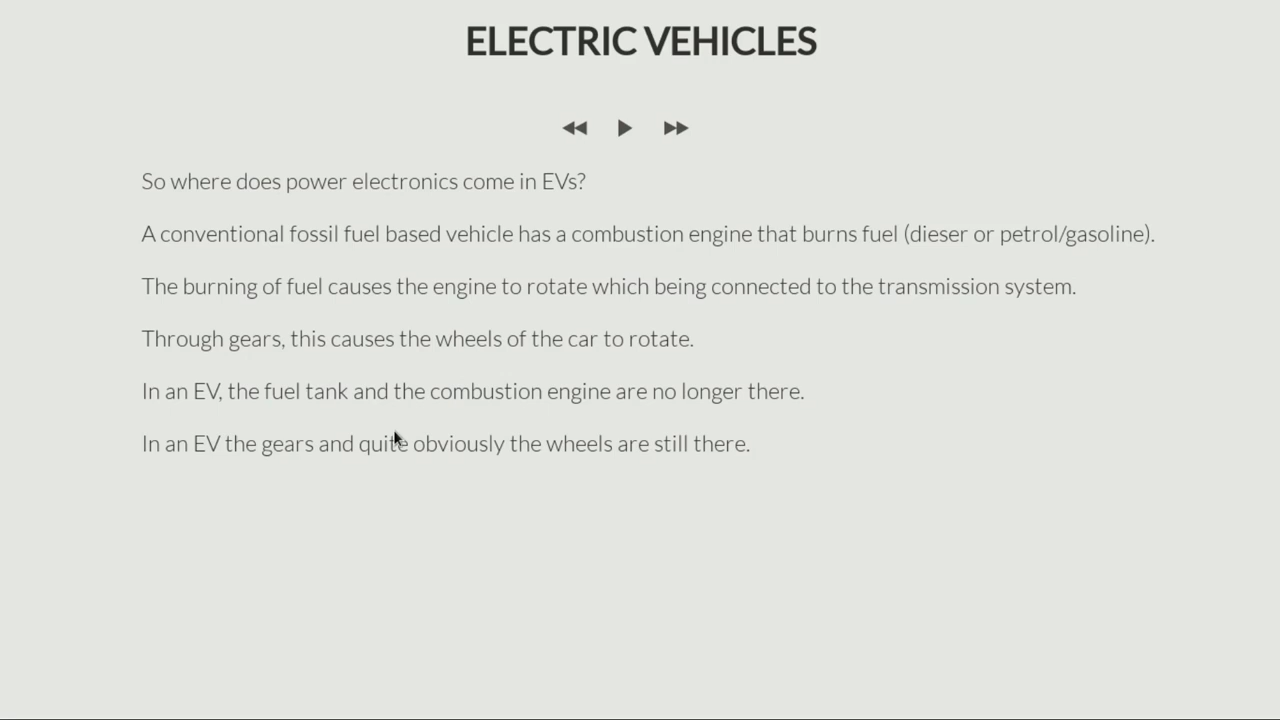 ELECTRIC VEHICLES
So where does power electronics come in EVs?
A conventional fossil fuel based vehicle has a combustion engine that burns fuel (dieser or petrol/gasoline).
The burning of fuel causes the engine to rotate which being connected to the transmission system.
Through gears, this causes the wheels of the car to rotate.
In an EV, the fuel tank and the combustion engine are no longer there.
In an EV the gears and quite obviously the wheels are still there.